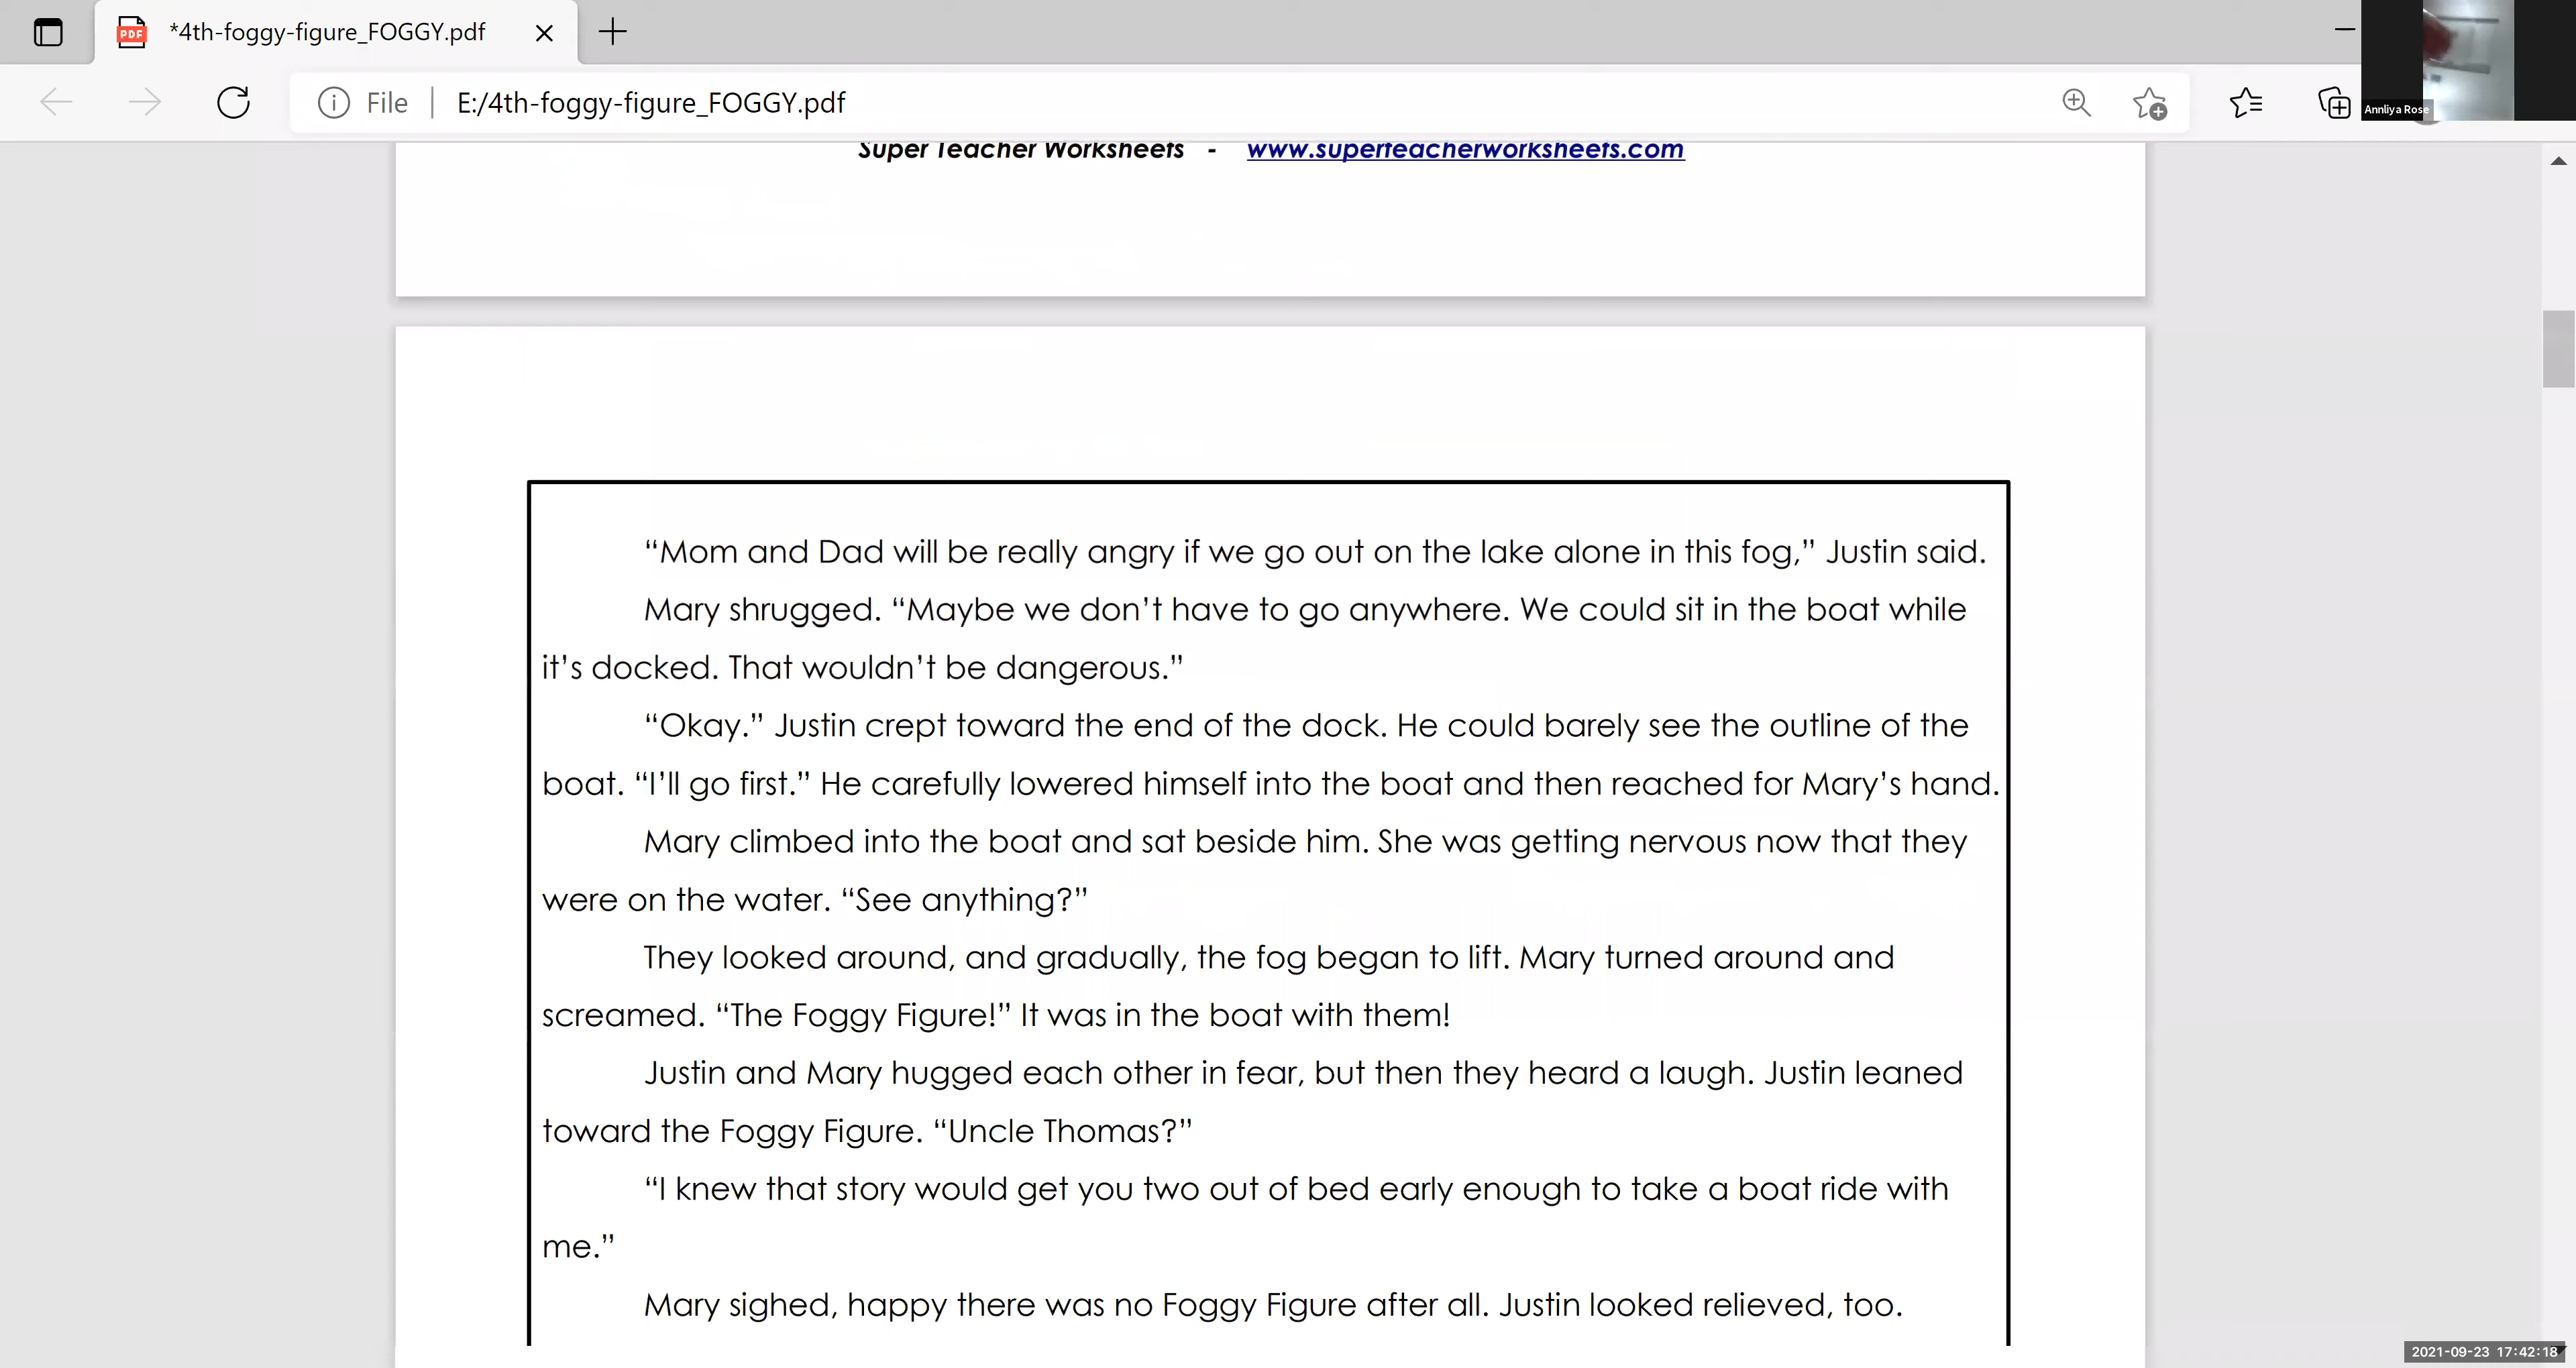 *4th-foggy-figure_FOGGY.pdf
File | E:/4th-foggy-figure_FOGGY.pdf
Annliya Rose
Super Teacher Worksheets - www.superteacherworksheets.com
“Mom and Dad will be really angry if we go out on the lake alone in this fog,” Justin said.
Mary shrugged. “Maybe we don’t have to go anywhere. We could sit in the boat while
it’s docked. That wouldn’t be dangerous.”
“Okay.” Justin crept toward the end of the dock. He could barely see the outline of the
boat. “I’ll go first.” He carefully lowered himself into the boat and then reached for Mary’s hand.
Mary climbed into the boat and sat beside him. She was getting nervous now that they
were on the water. “See anything?”
They looked around, and gradually, the fog began to lift. Mary turned around and
screamed. “The Foggy Figure!” It was in the boat with them!
Justin and Mary hugged each other in fear, but then they heard a laugh. Justin leaned
toward the Foggy Figure. “Uncle Thomas?”
“I knew that story would get you two out of bed early enough to take a boat ride with
me.”
Mary sighed, happy there was no Foggy Figure after all. Justin looked relieved, too.
2021-09-23 17:42:18